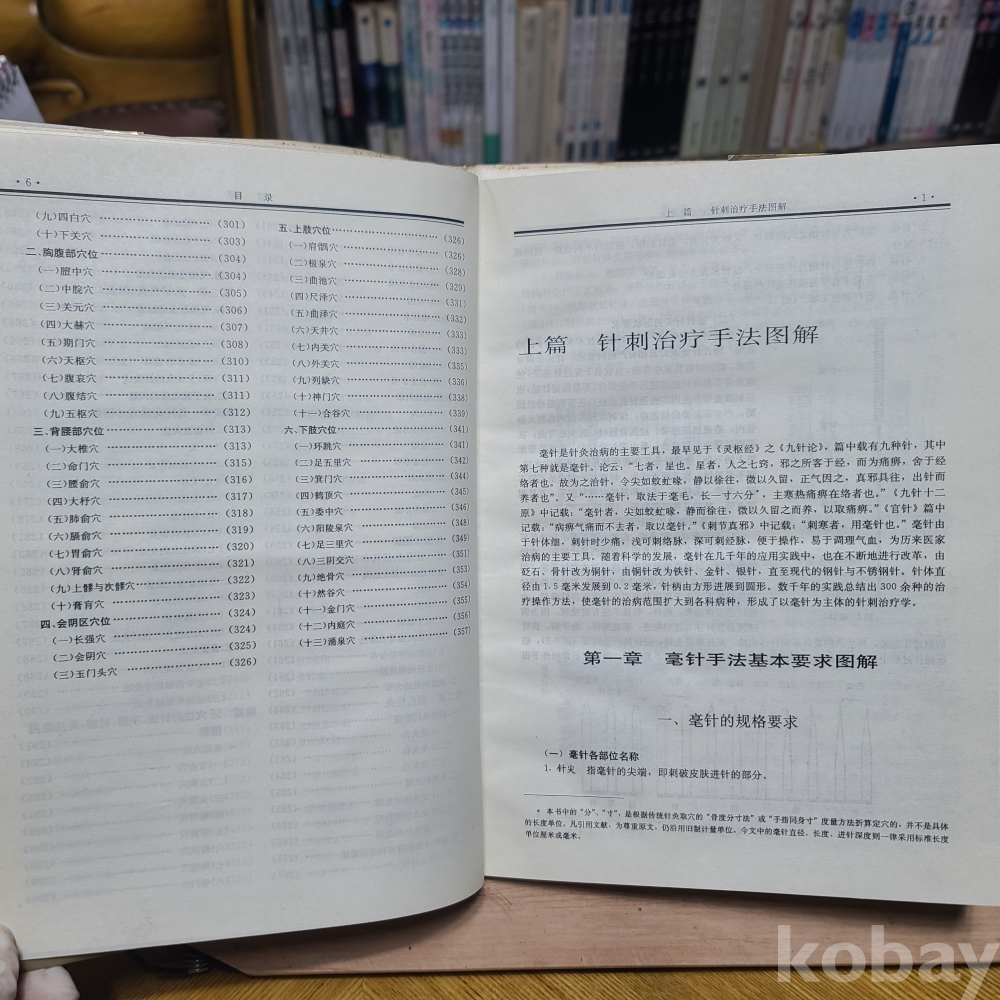 ·6·
目 录
(九)四白穴 (301)
(十)下关穴 (303)
二、胸腹部穴位 (304)
(一)膻中穴 (304)
(二)中脘穴 (305)
(三)关元穴 (306)
(四)大赫穴 (307)
(五)期门穴 (308)
(六)天枢穴 (310)
(七)腹哀穴 (311)
(八)腹结穴 (311)
(九)五枢穴 (312)
三、背腰部穴位 (313)
(一)大椎穴 (313)
(二)命门穴 (315)
(三)腰俞穴 (316)
(四)大杼穴 (317)
(五)肺俞穴 (318)
(六)膈俞穴 (319)
(七)胃俞穴 (320)
(八)肾俞穴 (321)
(九)上髎与次髎穴 (322)
(十)膏肓穴 (323)
四、会阴区穴位 (324)
(一)长强穴 (324)
(二)会阴穴 (325)
(三)玉门头穴 (326)
五、上肢穴位 (326)
(一)肩髃穴 (326)
(二)极泉穴 (328)
(三)曲池穴 (329)
(四)尺泽穴 (331)
(五)曲泽穴 (332)
(六)天井穴 (333)
(七)内关穴 (333)
(八)外关穴 (335)
(九)列缺穴 (336)
(十)神门穴 (338)
(十一)合谷穴 (339)
六、下肢穴位 (341)
(一)环跳穴 (341)
(二)足五里穴 (342)
(三)箕门穴 (344)
(四)鹤顶穴 (345)
(五)委中穴 (346)
(六)阳陵泉穴 (348)
(七)足三里穴 (349)
(八)三阴交穴 (351)
(九)绝骨穴 (353)
(十)然谷穴 (354)
(十一)金门穴 (355)
(十二)内庭穴 (356)
(十三)涌泉穴 (357)
上 篇 针刺治疗手法图解
·1·
上篇 针刺治疗手法图解
毫针是针灸治病的主要工具，最早见于《灵枢经》之《九针论》，篇中载有九种针，其中
第七种就是毫针。论云：“七者，星也。星者，人之七窍，邪之所客于经，而为痛痹，舍于经
络者也。故为之治针，令尖如蚊虻喙，静以徐往，微以久留，正气因之，真邪具往，出针而
养者也”。又“……毫针，取法于毫毛，长一寸六分”，主寒热痛痹在络者也。”《九针十二
原》中记载：“毫针者，尖如蚊虻喙，静而徐往，微以久留之而养，以取痛痹。”《官针》篇中
记载：“病痹气痛而不去者，取以毫针。”《刺节真邪》中记载：“刺寒者，用毫针也。”毫针由
于针体细，刺针时少痛，浅可刺络脉，深可刺经脉，便于操作，易于调理气血，为历来医家
治病的主要工具，随着科学的发展，毫针在几千年的应用实践中，也在不断地进行改革，由
砭石、骨针改为铜针，由铜针改为铁针、金针、银针，直至现代的钢针与不锈钢针。针体直
径由1.5毫米发展到0.2毫米，针柄由方形进展到圆形。数千年的实践总结出300余种的治
疗操作方法，使毫针的治病范围扩大到各科病种，形成了以毫针为主体的针刺治疗学。
第一章 毫针手法基本要求图解
一、毫针的规格要求
(一) 毫针各部位名称
1. 针尖 指毫针的尖端，即刺破皮肤进针的部分。
* 本书中的“分”、“寸”，是根据传统针灸取穴的“骨度分寸法”或“手指同身寸”度量方法折算定穴的，并不是具体
的长度单位，凡引用文献，为尊重原文，仍沿用旧制计量单位，今文中的毫针直径、长度、进针深度则一律采用标准长度
单位厘米或毫米。
kobay